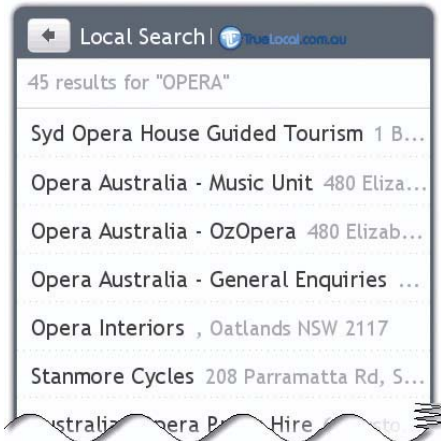 Local Search | TrueLocal.com.au
45 results for "OPERA"
Syd Opera House Guided Tourism 1 B...
Opera Australia - Music Unit 480 Eliza...
Opera Australia - OzOpera 480 Elizab...
Opera Australia - General Enquiries ...
Opera Interiors , Oatlands NSW 2117
Stanmore Cycles 208 Parramatta Rd, S...
Hire